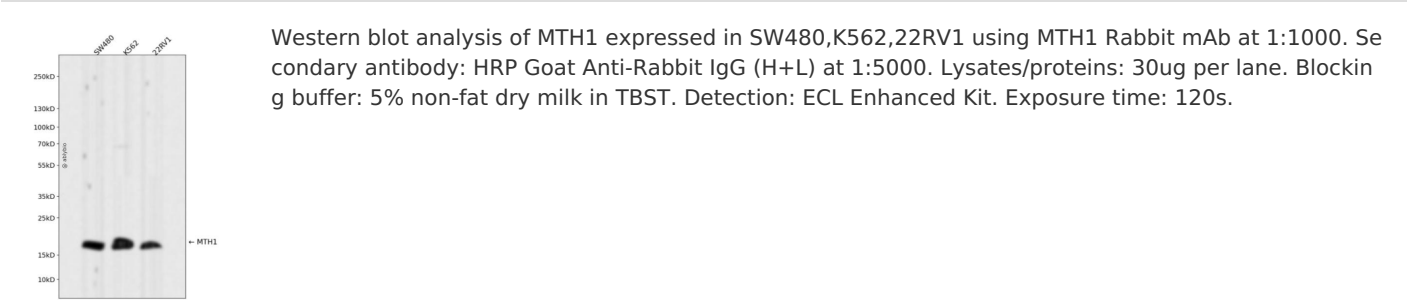 SW480 K562 22RV1
Western blot analysis of MTH1 expressed in SW480,K562,22RV1 using MTH1 Rabbit mAb at 1:1000. Se
condary antibody: HRP Goat Anti-Rabbit IgG (H+L) at 1:5000. Lysates/proteins: 30ug per lane. Blockin
g buffer: 5% non-fat dry milk in TBST. Detection: ECL Enhanced Kit. Exposure time: 120s.
250kD
130kD
100kD
70kD
55kD
35kD
25kD
← MTH1
15kD
10kD